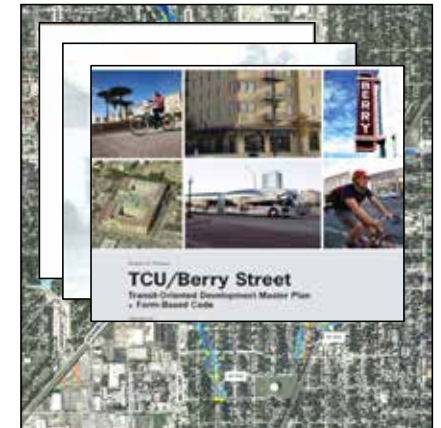 BERRY
TCU/Berry Street
Transit-Oriented Development Master Plan
+ Form-Based Code